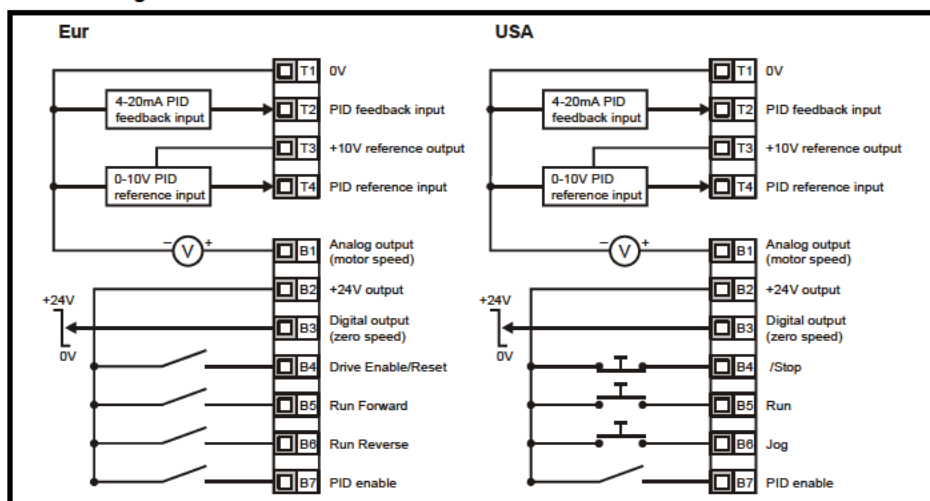 Eur
T1 0V
4-20mA PID
feedback input
T2 PID feedback input
T3 +10V reference output
0-10V PID
reference input
T4 PID reference input
− V +
B1 Analog output
(motor speed)
B2 +24V output
+24V
0V
B3 Digital output
(zero speed)
B4 Drive Enable/Reset
B5 Run Forward
B6 Run Reverse
B7 PID enable
USA
T1 0V
4-20mA PID
feedback input
T2 PID feedback input
T3 +10V reference output
0-10V PID
reference input
T4 PID reference input
− V +
B1 Analog output
(motor speed)
B2 +24V output
+24V
0V
B3 Digital output
(zero speed)
B4 /Stop
B5 Run
B6 Jog
B7 PID enable